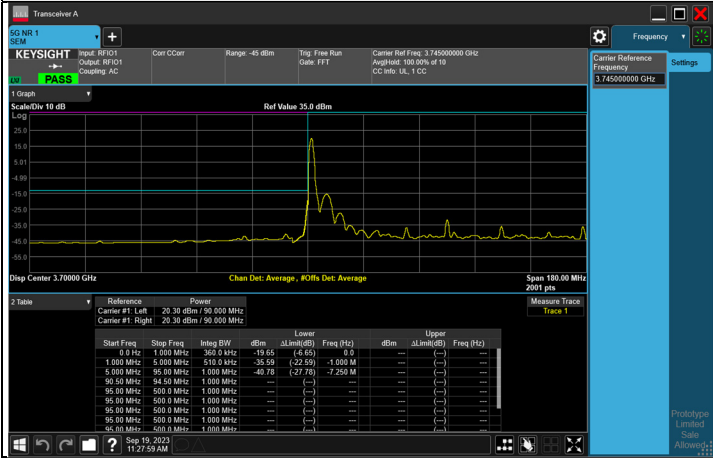 Transceiver A
5G NR 1
SEM
Frequency
KEYSIGHT
Input: RFIO1
Output: RFIO1
Coupling: AC
Corr CCorr
Range: -45 dBm
Trig: Free Run
Gate: FFT
Carrier Ref Freq: 3.745000000 GHz
Avg|Hold: 100.00% of 10
CC Info: UL, 1 CC
PASS
Carrier Reference
Frequency
3.745000000 GHz
Settings
1 Graph
Scale/Div 10 dB
Ref Value 35.0 dBm
Log
25.0
15.0
5.01
-4.99
-15.0
-25.0
-35.0
-45.0
-55.0
Disp Center 3.70000 GHz
Chan Det: Average , #Offs Det: Average
Span 180.00 MHz
2001 pts
2 Table
Reference Power
Carrier #1: Left 20.30 dBm / 90.000 MHz
Carrier #1: Right 20.30 dBm / 90.000 MHz
Measure Trace
Trace 1
Lower Upper
Start Freq Stop Freq Integ BW dBm ΔLimit(dB) Freq (Hz) dBm ΔLimit(dB) Freq (Hz)
0.0 Hz 1.000 MHz 360.0 kHz -19.65 (-6.65) 0.0 --- (---) ---
1.000 MHz 5.000 MHz 510.0 kHz -35.59 (-22.59) -1.000 M --- (---) ---
5.000 MHz 95.00 MHz 1.000 MHz -40.78 (-27.78) -7.250 M --- (---) ---
90.50 MHz 94.50 MHz 1.000 MHz --- (---) --- --- (---) ---
95.00 MHz 500.0 MHz 1.000 MHz --- (---) --- --- (---) ---
95.00 MHz 500.0 MHz 1.000 MHz --- (---) --- --- (---) ---
95.00 MHz 500.0 MHz 1.000 MHz --- (---) --- --- (---) ---
95.00 MHz 500.0 MHz 1.000 MHz --- (---) --- --- (---) ---
95.00 MHz 500.0 MHz 1.000 MHz --- (---) --- --- (---) ---
Sep 19, 2023
11:27:59 AM
?
Prototype
Limited
Sale
Allowed